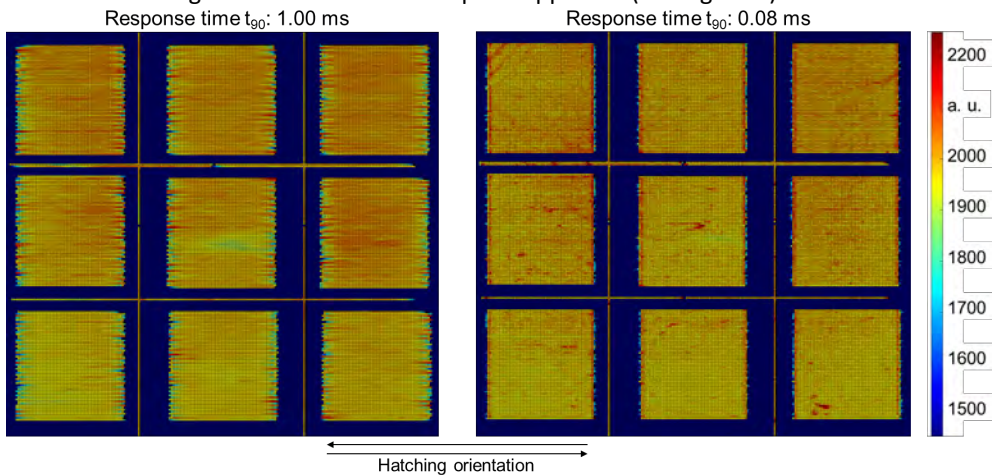 Response time t90: 1.00 ms
Response time t90: 0.08 ms
2200
a. u.
2000
1900
1800
1700
1600
1500
Hatching orientation